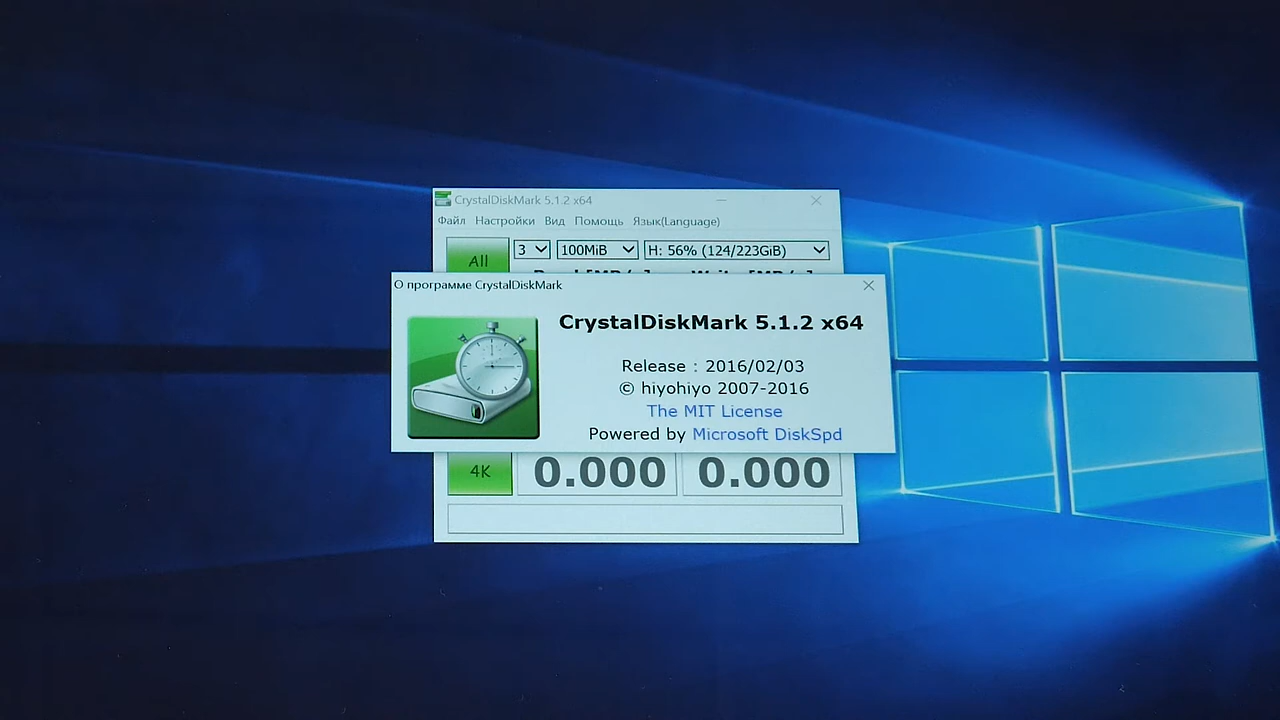 CrystalDiskMark 5.1.2 x64
Файл Настройки Вид Помощь Язык(Language)
All 3 100MiB H: 56% (124/223GiB)
О программе CrystalDiskMark
CrystalDiskMark 5.1.2 x64
Release : 2016/02/03
© hiyohiyo 2007-2016
The MIT License
Powered by Microsoft DiskSpd
4K 0.000 0.000